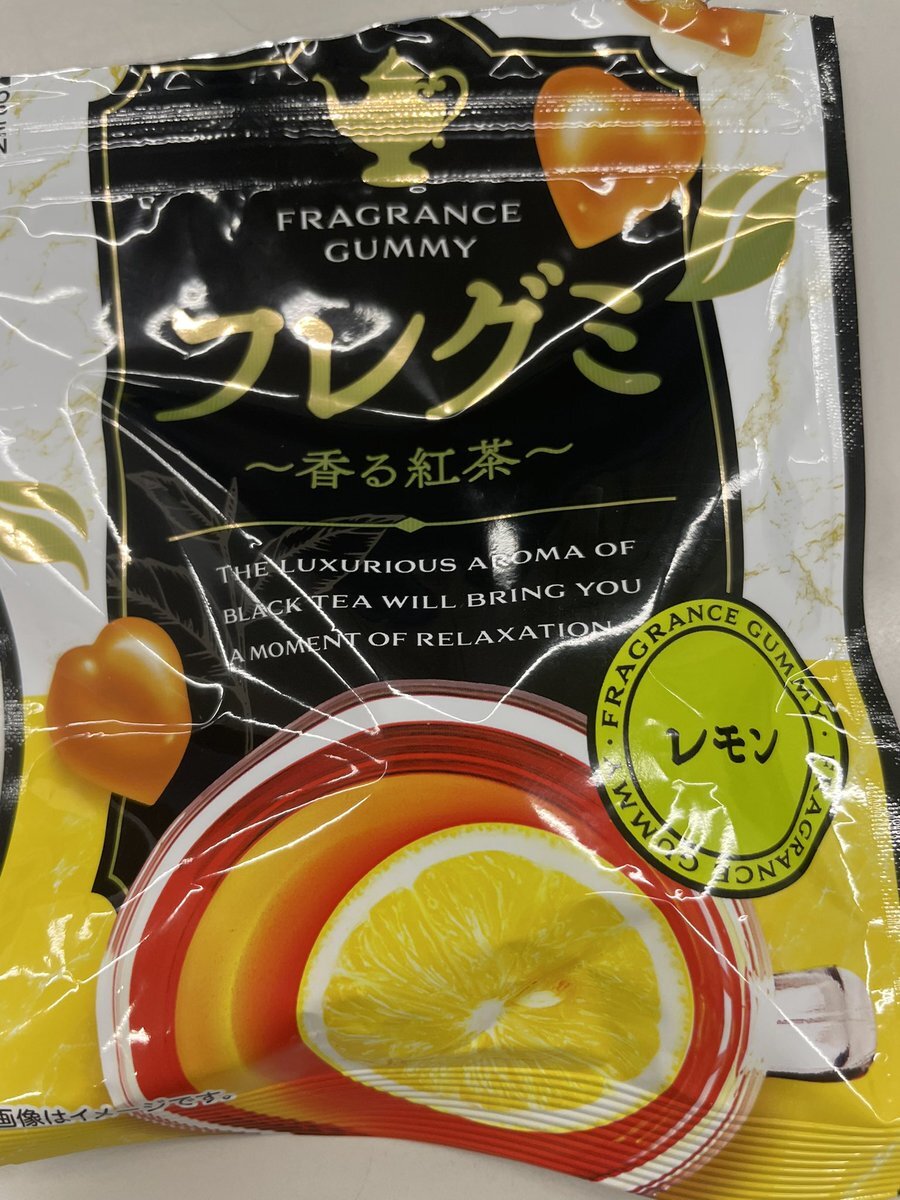 FRAGRANCE
GUMMY
フレグミ
～香る紅茶～
THE LUXURIOUS AROMA OF
BLACK TEA WILL BRING YOU
A MOMENT OF RELAXATION
・FRAGRANCE GUMMY・FRAGRANCE GUMMY
レモン
画像はイメージです。